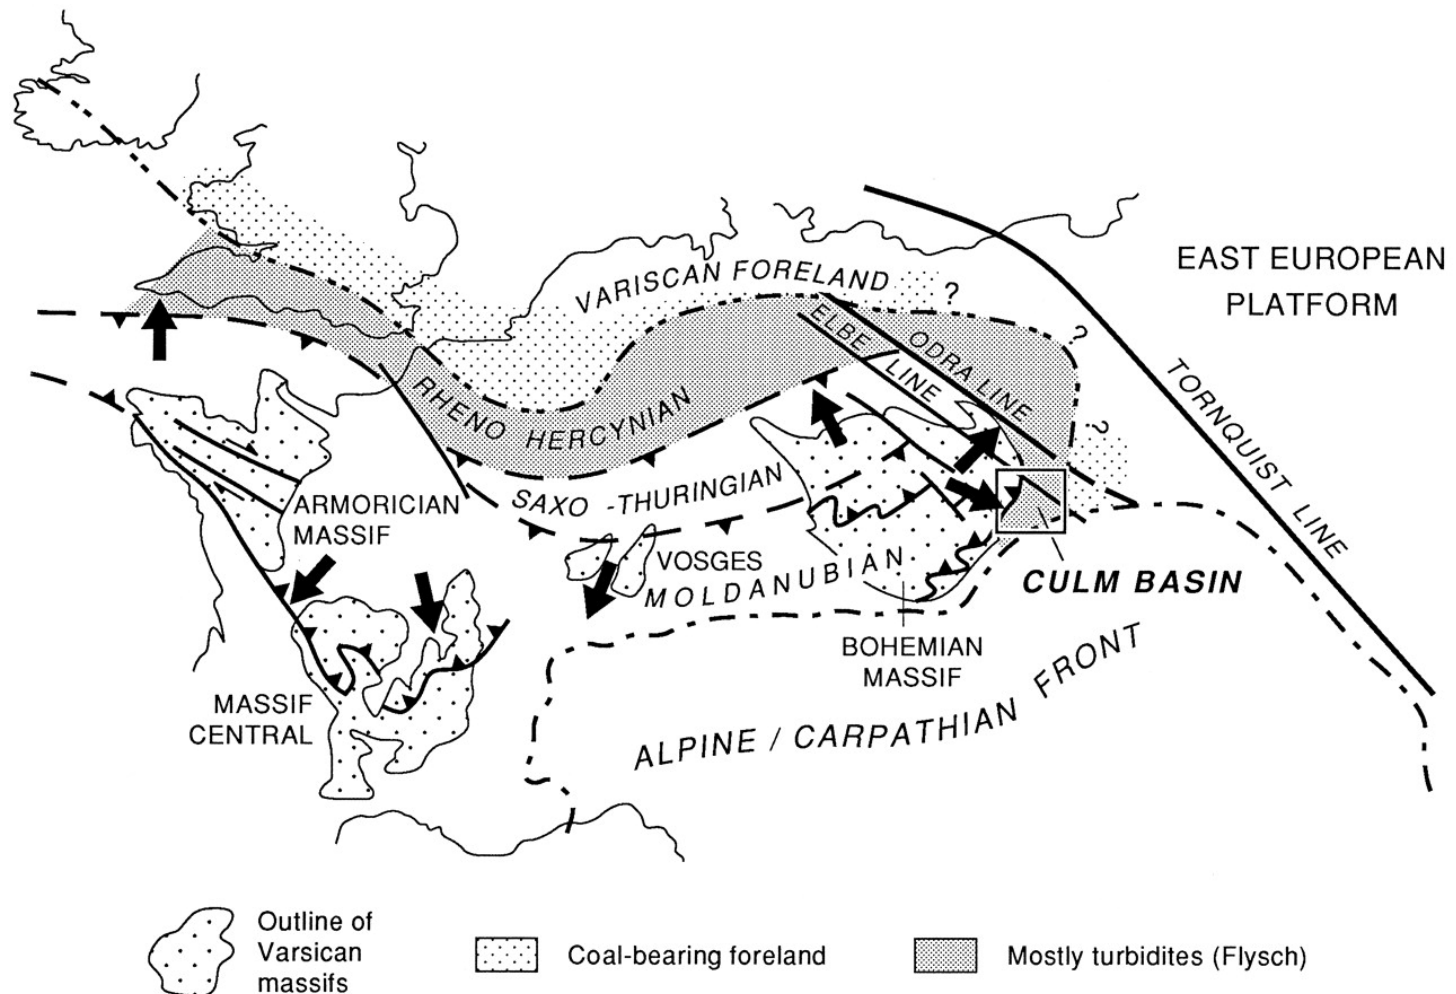 EAST EUROPEAN
PLATFORM
VARISCAN FORELAND
?
?
?
ELBE LINE
ODRA LINE
TORNQUIST LINE
RHENO HERCYNIAN
SAXO - THURINGIAN
ARMORICIAN
MASSIF
VOSGES
MOLDANUBIAN
CULM BASIN
BOHEMIAN
MASSIF
MASSIF
CENTRAL
ALPINE / CARPATHIAN FRONT
Outline of
Varsican
massifs
Coal-bearing foreland
Mostly turbidites (Flysch)